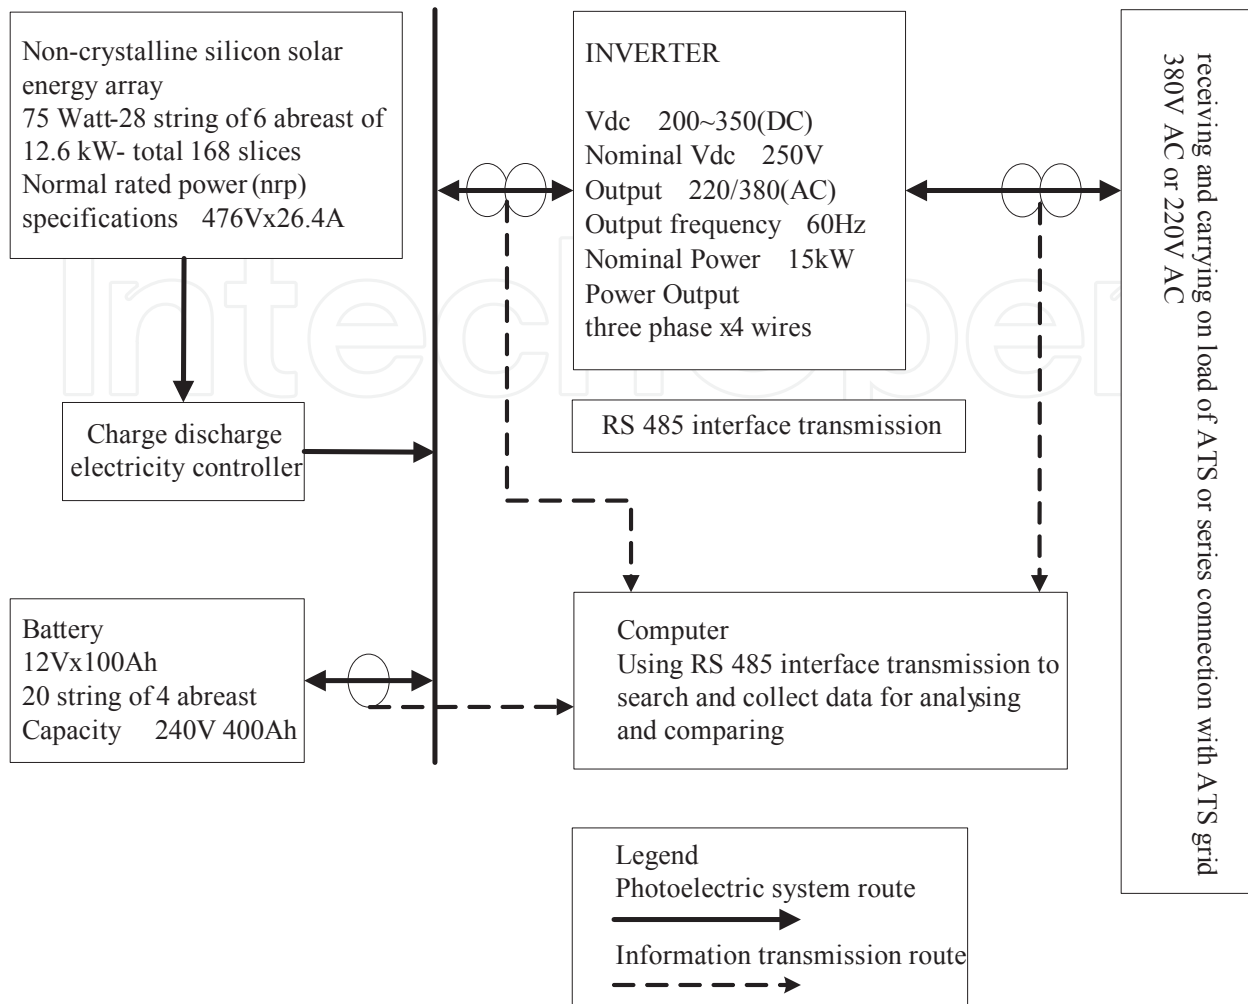 Non-crystalline silicon solar
energy array
75 Watt-28 string of 6 abreast of
12.6 kW- total 168 slices
Normal rated power (nrp)
specifications 476Vx26.4A
Charge discharge
electricity controller
Battery
12Vx100Ah
20 string of 4 abreast
Capacity 240V 400Ah
INVERTER
Vdc 200~350(DC)
Nominal Vdc 250V
Output 220/380(AC)
Output frequency 60Hz
Nominal Power 15kW
Power Output
three phase x4 wires
RS 485 interface transmission
Computer
Using RS 485 interface transmission to
search and collect data for analysing
and comparing
receiving and carrying on load of ATS or series connection with ATS grid
380V AC or 220V AC
Legend
Photoelectric system route
Information transmission route
IntechOpen